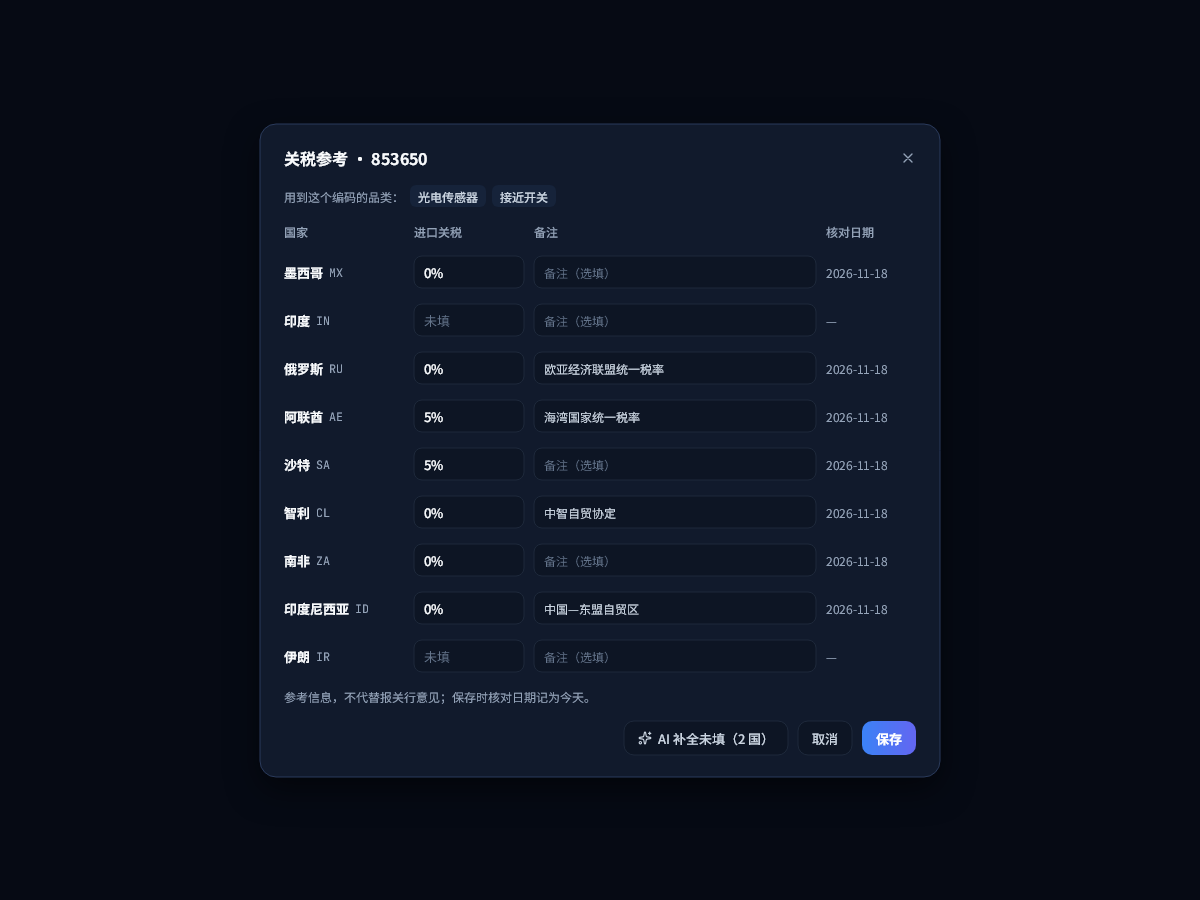 关税参考 · 853650
用到这个编码的品类： 光电传感器 接近开关
国家 进口关税 备注 核对日期
墨西哥 MX 0% 备注（选填） 2026-11-18
印度 IN 未填 备注（选填） —
俄罗斯 RU 0% 欧亚经济联盟统一税率 2026-11-18
阿联酋 AE 5% 海湾国家统一税率 2026-11-18
沙特 SA 5% 备注（选填） 2026-11-18
智利 CL 0% 中智自贸协定 2026-11-18
南非 ZA 0% 备注（选填） 2026-11-18
印度尼西亚 ID 0% 中国—东盟自贸区 2026-11-18
伊朗 IR 未填 备注（选填） —
参考信息，不代替报关行意见；保存时核对日期记为今天。
AI 补全未填（2 国） 取消 保存